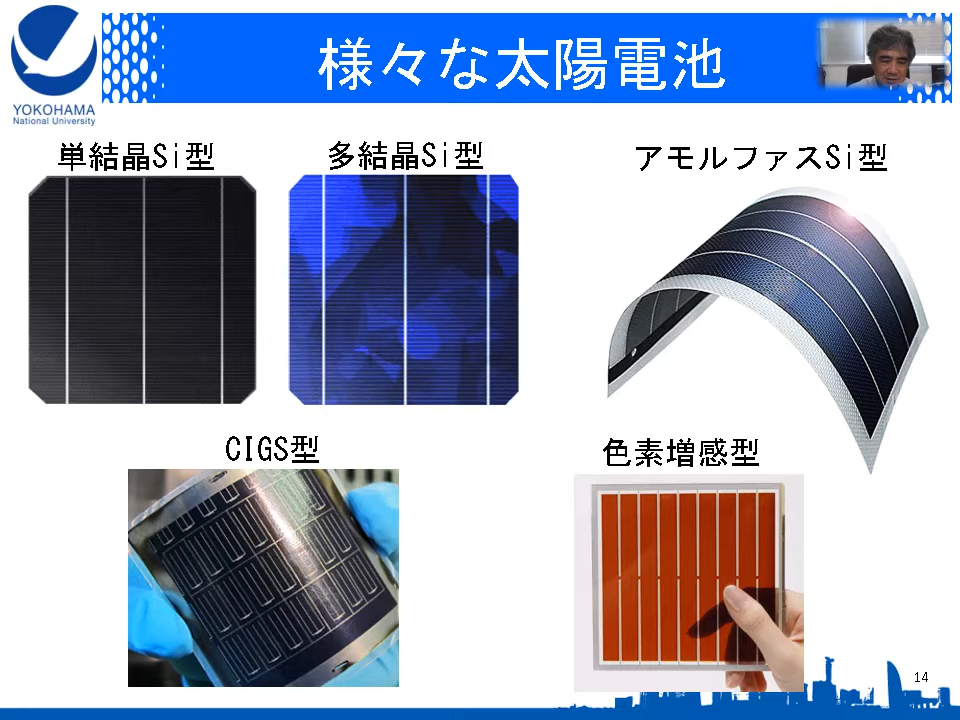 様々な太陽電池
YOKOHAMA
National University
単結晶Si型
多結晶Si型
アモルファスSi型
CIGS型
色素増感型
14